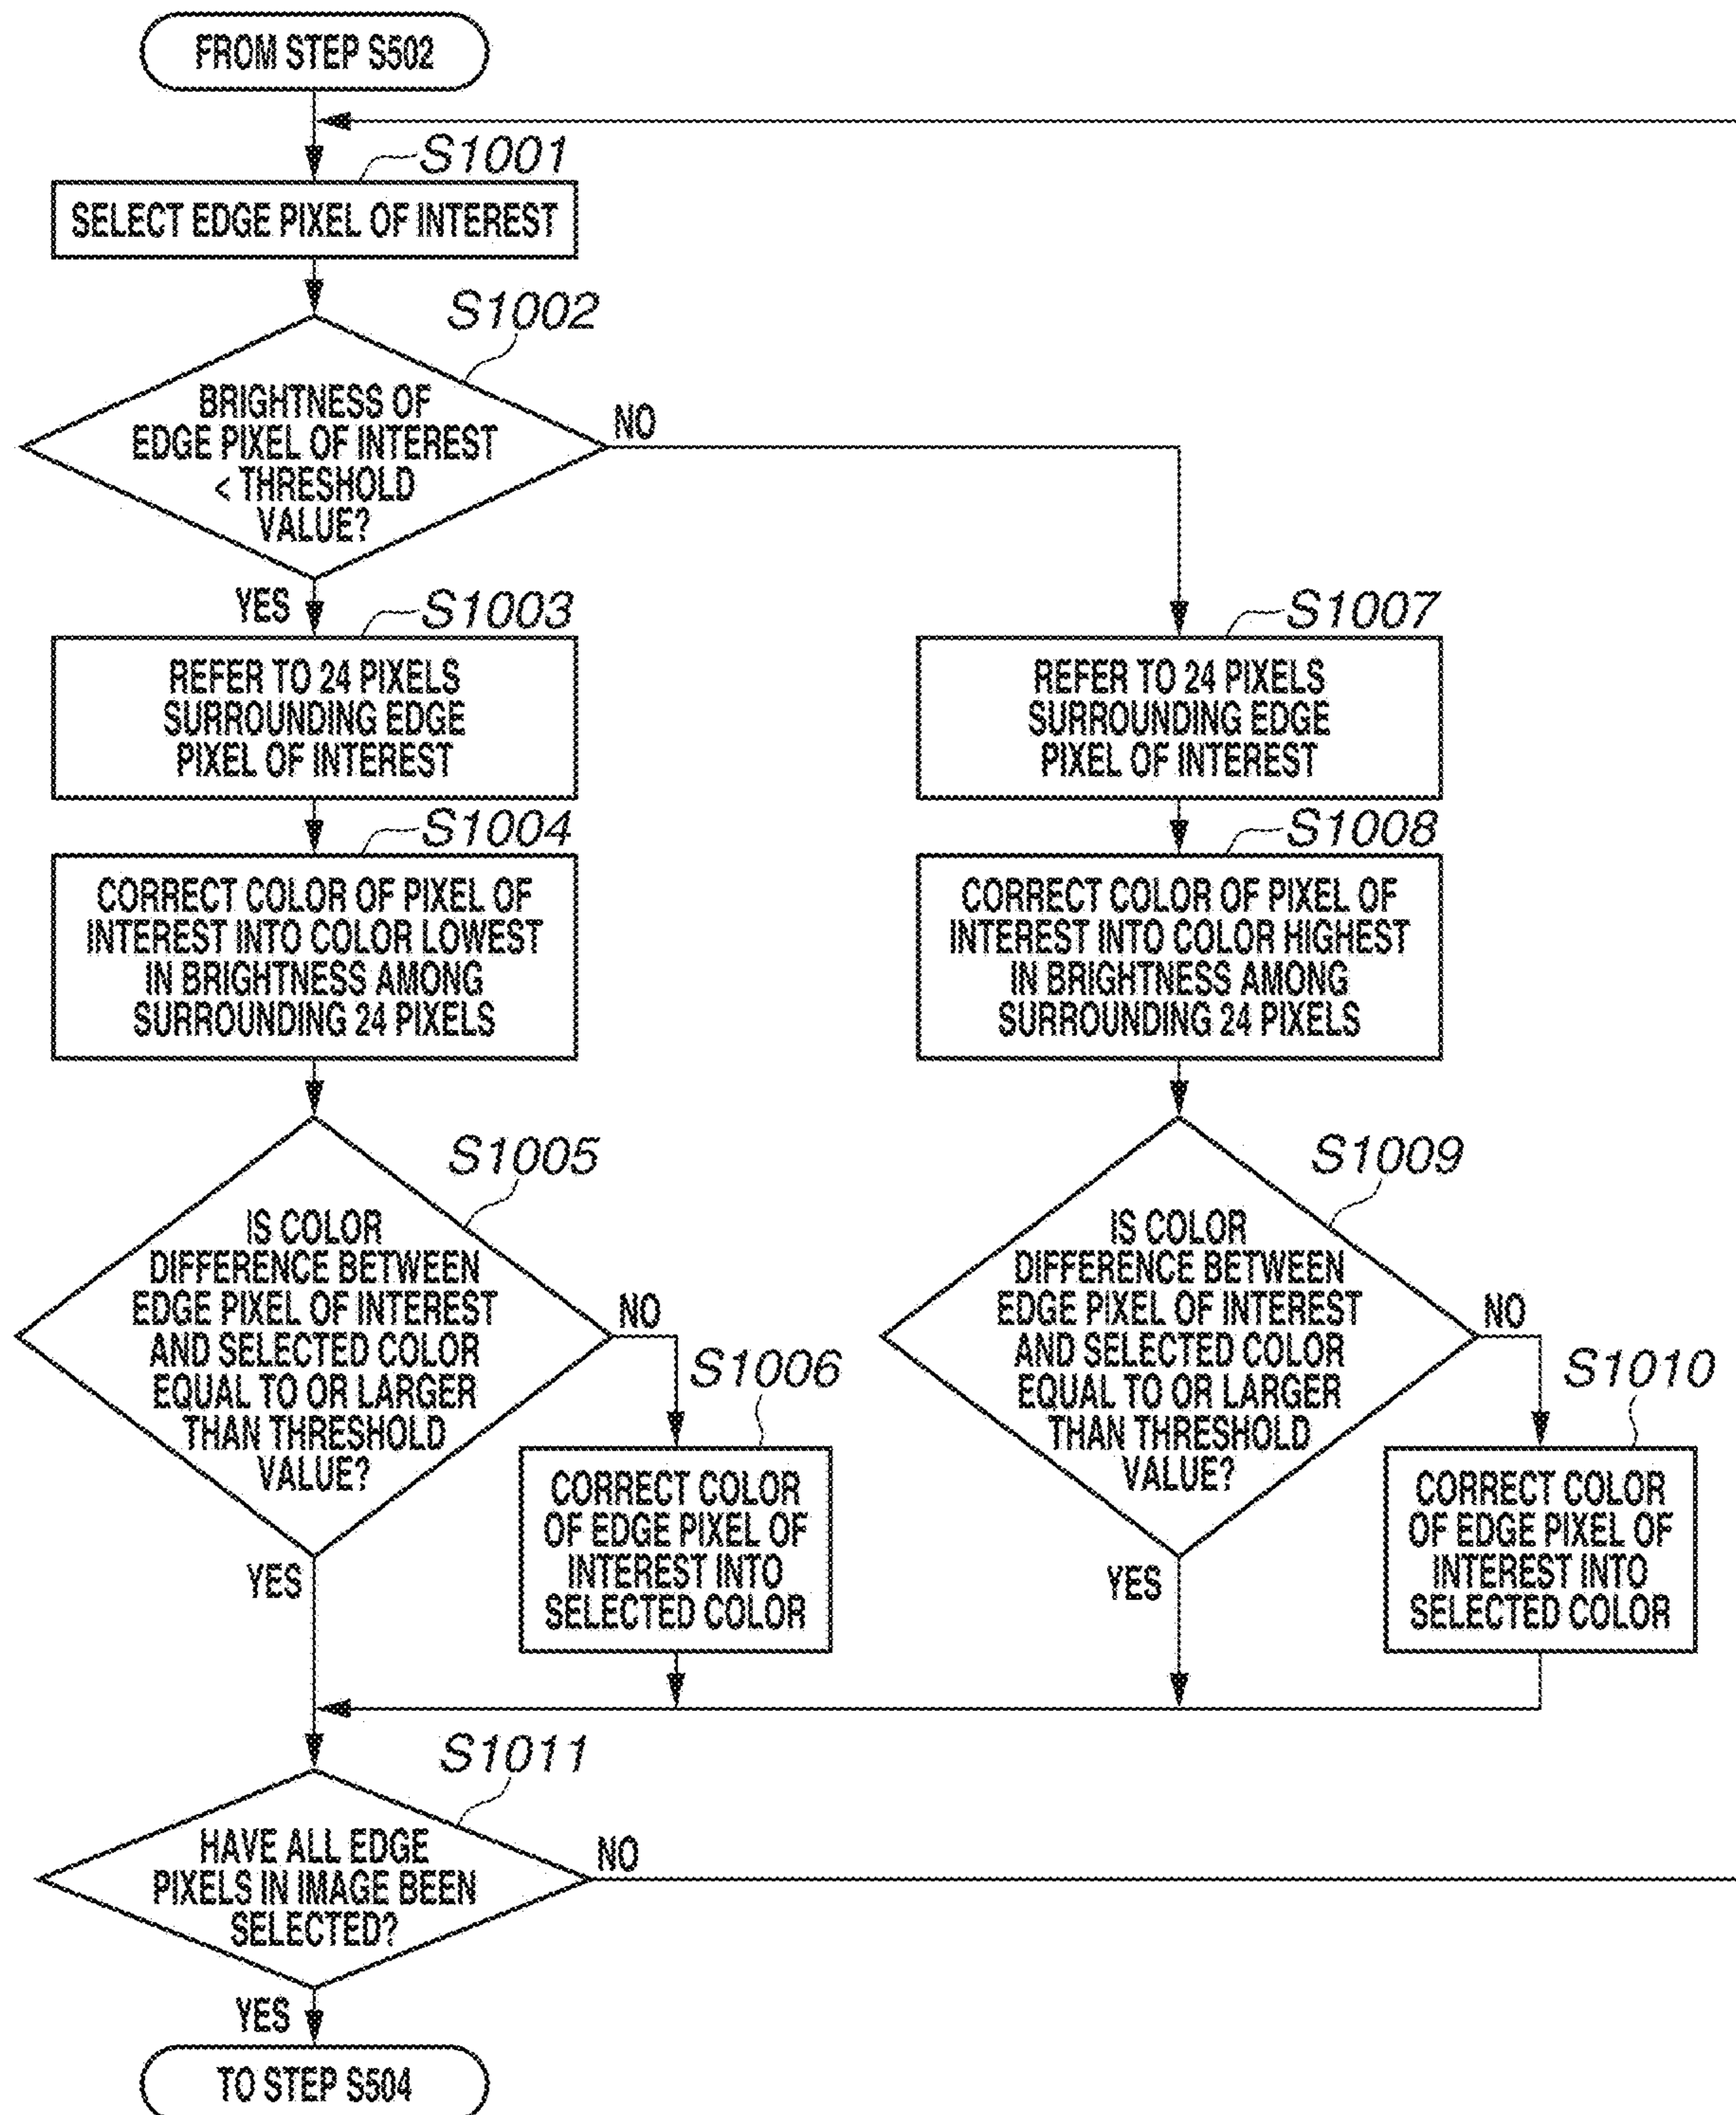 FROM STEP S502
S1001
SELECT EDGE PIXEL OF INTEREST
S1002
BRIGHTNESS OF
EDGE PIXEL OF INTEREST
< THRESHOLD
VALUE?
NO
YES
S1003
REFER TO 24 PIXELS
SURROUNDING EDGE
PIXEL OF INTEREST
S1007
REFER TO 24 PIXELS
SURROUNDING EDGE
PIXEL OF INTEREST
S1004
CORRECT COLOR OF PIXEL OF
INTEREST INTO COLOR LOWEST
IN BRIGHTNESS AMONG
SURROUNDING 24 PIXELS
S1008
CORRECT COLOR OF PIXEL OF
INTEREST INTO COLOR HIGHEST
IN BRIGHTNESS AMONG
SURROUNDING 24 PIXELS
S1005
IS COLOR
DIFFERENCE BETWEEN
EDGE PIXEL OF INTEREST
AND SELECTED COLOR
EQUAL TO OR LARGER
THAN THRESHOLD
VALUE?
NO
YES
S1006
CORRECT COLOR
OF EDGE PIXEL OF
INTEREST INTO
SELECTED COLOR
S1009
IS COLOR
DIFFERENCE BETWEEN
EDGE PIXEL OF INTEREST
AND SELECTED COLOR
EQUAL TO OR LARGER
THAN THRESHOLD
VALUE?
NO
YES
S1010
CORRECT COLOR
OF EDGE PIXEL OF
INTEREST INTO
SELECTED COLOR
S1011
HAVE ALL EDGE
PIXELS IN IMAGE BEEN
SELECTED?
NO
YES
TO STEP S504